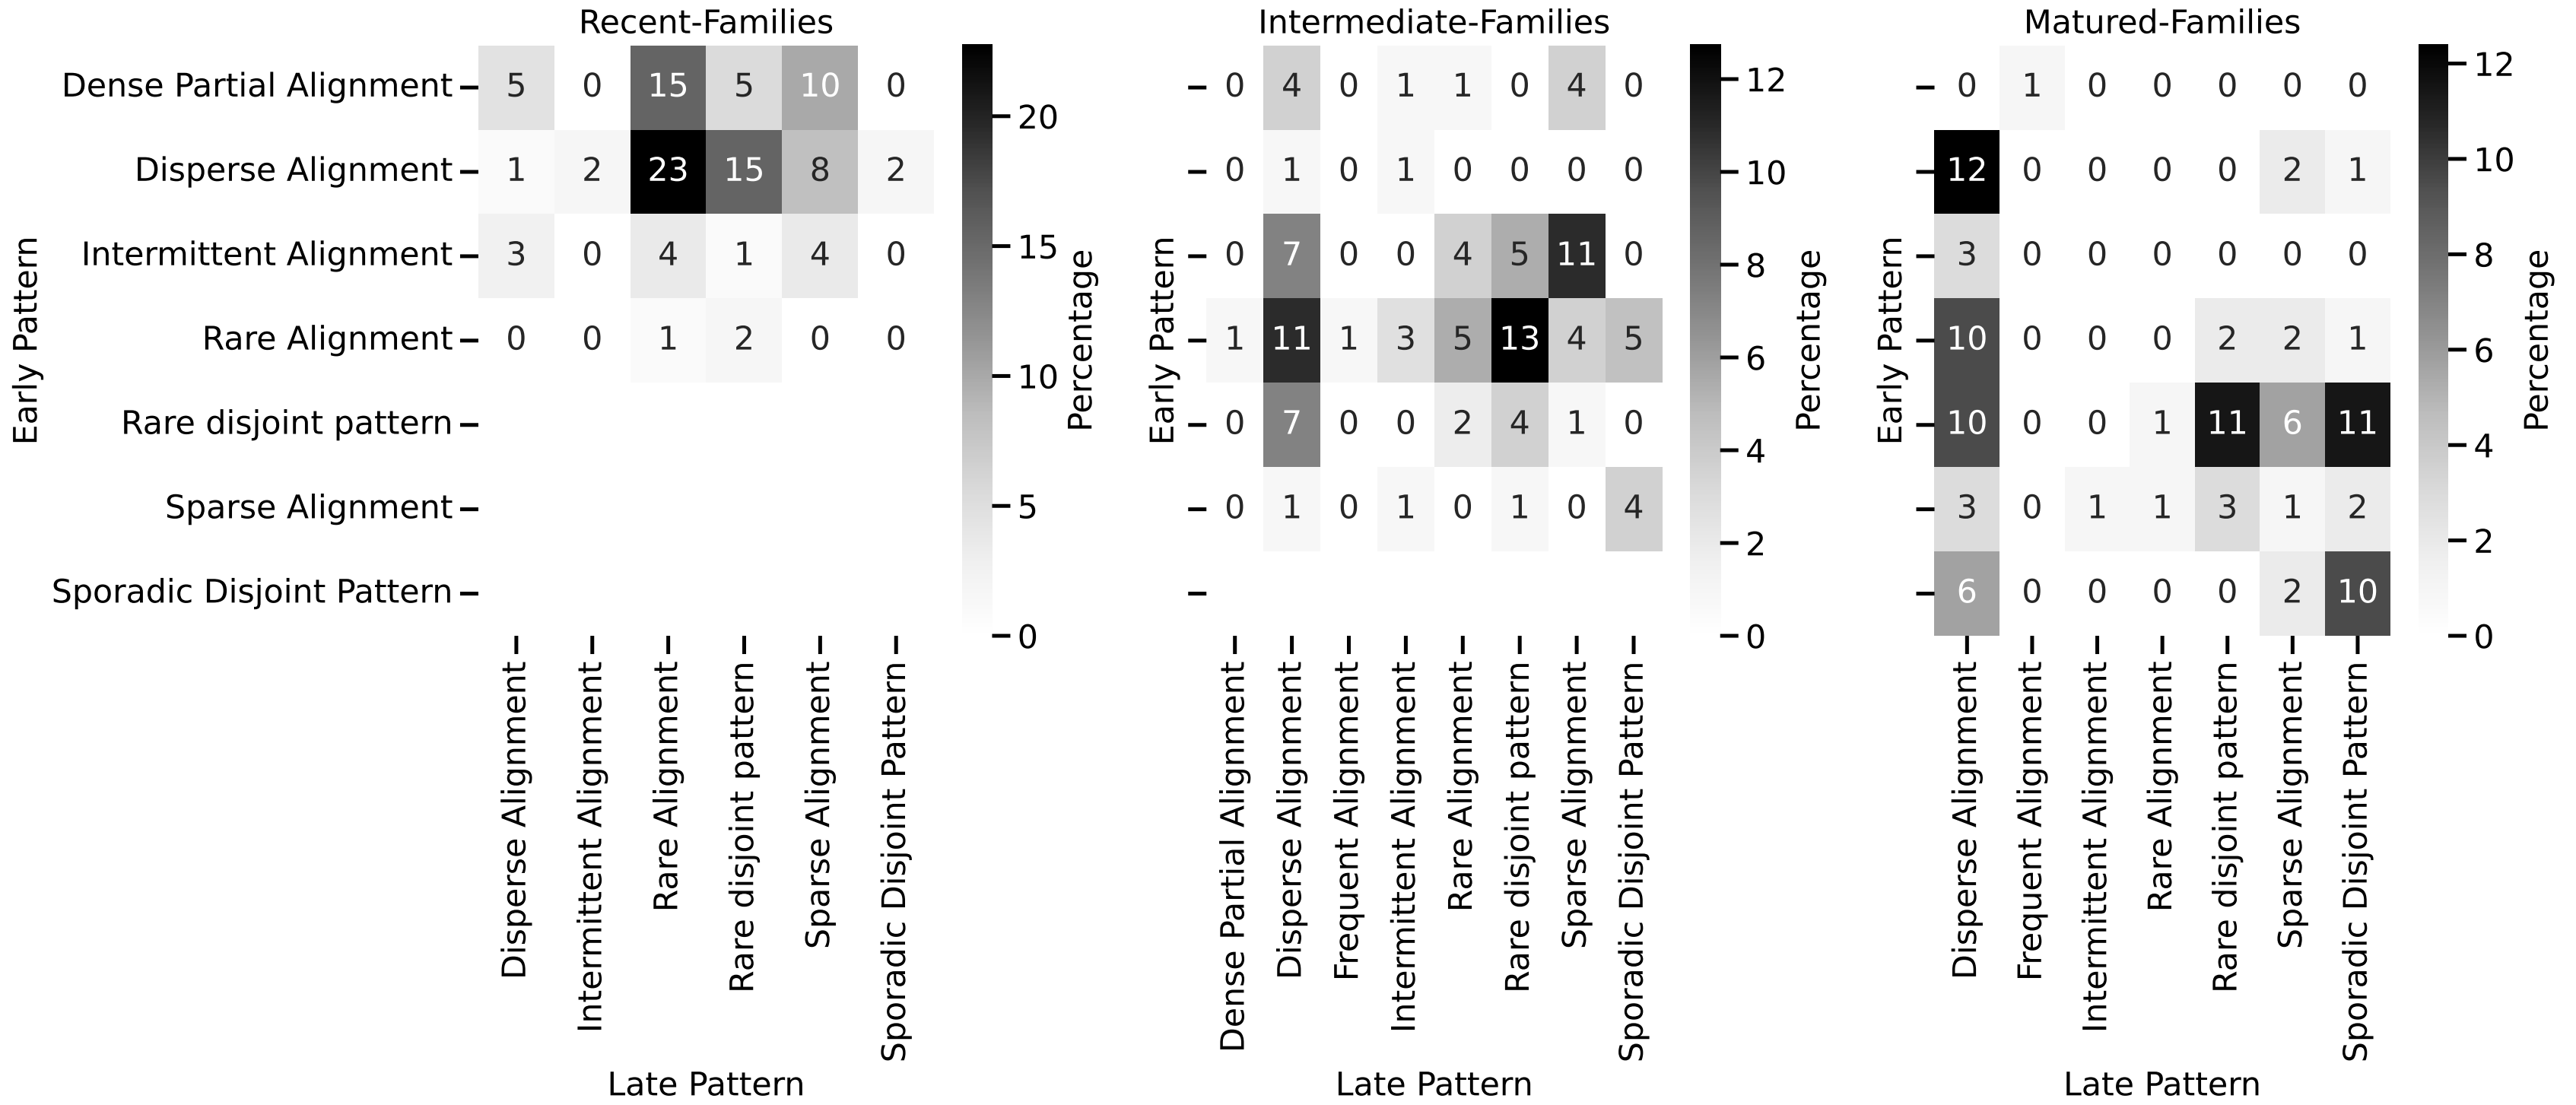 Recent-Families
Intermediate-Families
Matured-Families
Early Pattern
Dense Partial Alignment 5 0 15 5 10 0
Disperse Alignment 1 2 23 15 8 2
Intermittent Alignment 3 0 4 1 4 0
Rare Alignment 0 0 1 2 0 0
Rare disjoint pattern
Sparse Alignment
Sporadic Disjoint Pattern
Disperse Alignment
Intermittent Alignment
Rare Alignment
Rare disjoint pattern
Sparse Alignment
Sporadic Disjoint Pattern
Late Pattern
20
15
10
5
0
Percentage
Early Pattern
0 4 0 1 1 0 4 0
0 1 0 1 0 0 0 0
0 7 0 0 4 5 11 0
1 11 1 3 5 13 4 5
0 7 0 0 2 4 1 0
0 1 0 1 0 1 0 4
Dense Partial Alignment
Disperse Alignment
Frequent Alignment
Intermittent Alignment
Rare Alignment
Rare disjoint pattern
Sparse Alignment
Sporadic Disjoint Pattern
Late Pattern
12
10
8
6
4
2
0
Percentage
Early Pattern
0 1 0 0 0 0 0
12 0 0 0 0 2 1
3 0 0 0 0 0 0
10 0 0 0 2 2 1
10 0 0 1 11 6 11
3 0 1 1 3 1 2
6 0 0 0 0 2 10
Disperse Alignment
Frequent Alignment
Intermittent Alignment
Rare Alignment
Rare disjoint pattern
Sparse Alignment
Sporadic Disjoint Pattern
Late Pattern
12
10
8
6
4
2
0
Percentage